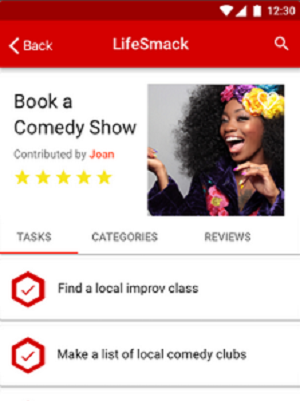 12:30
Back
LifeSmack
Book a
Comedy Show
Contributed by Joan
TASKS CATEGORIES REVIEWS
Find a local improv class
Make a list of local comedy clubs